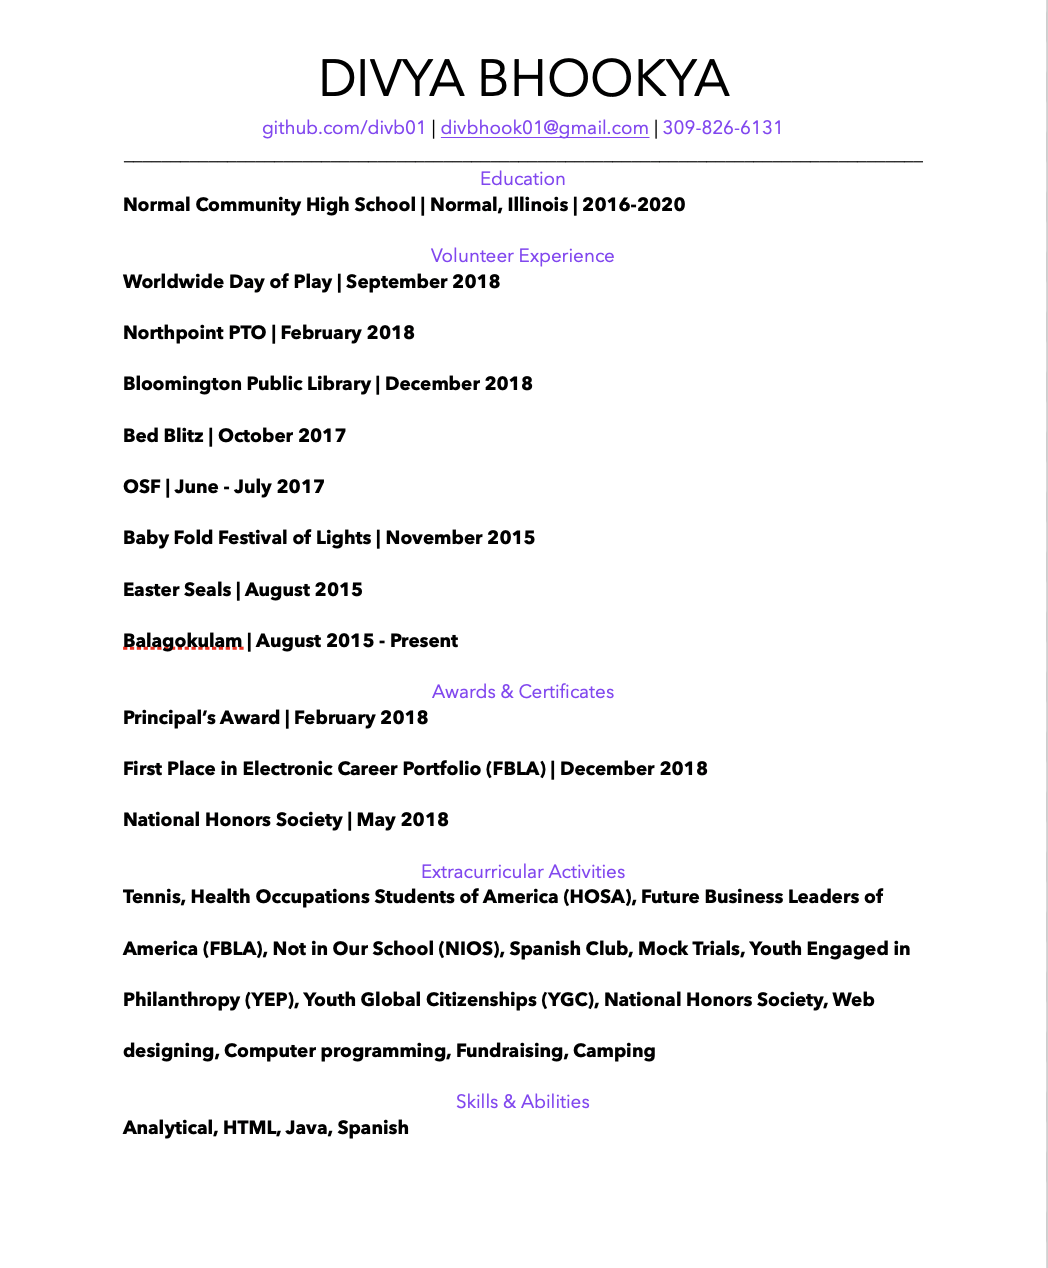 DIVYA BHOOKYA
github.com/divb01 | divbhook01@gmail.com | 309-826-6131
Education
Normal Community High School | Normal, Illinois | 2016-2020
Volunteer Experience
Worldwide Day of Play | September 2018
Northpoint PTO | February 2018
Bloomington Public Library | December 2018
Bed Blitz | October 2017
OSF | June - July 2017
Baby Fold Festival of Lights | November 2015
Easter Seals | August 2015
Balagokulam | August 2015 - Present
Awards & Certificates
Principal’s Award | February 2018
First Place in Electronic Career Portfolio (FBLA) | December 2018
National Honors Society | May 2018
Extracurricular Activities
Tennis, Health Occupations Students of America (HOSA), Future Business Leaders of
America (FBLA), Not in Our School (NIOS), Spanish Club, Mock Trials, Youth Engaged in
Philanthropy (YEP), Youth Global Citizenships (YGC), National Honors Society, Web
designing, Computer programming, Fundraising, Camping
Skills & Abilities
Analytical, HTML, Java, Spanish